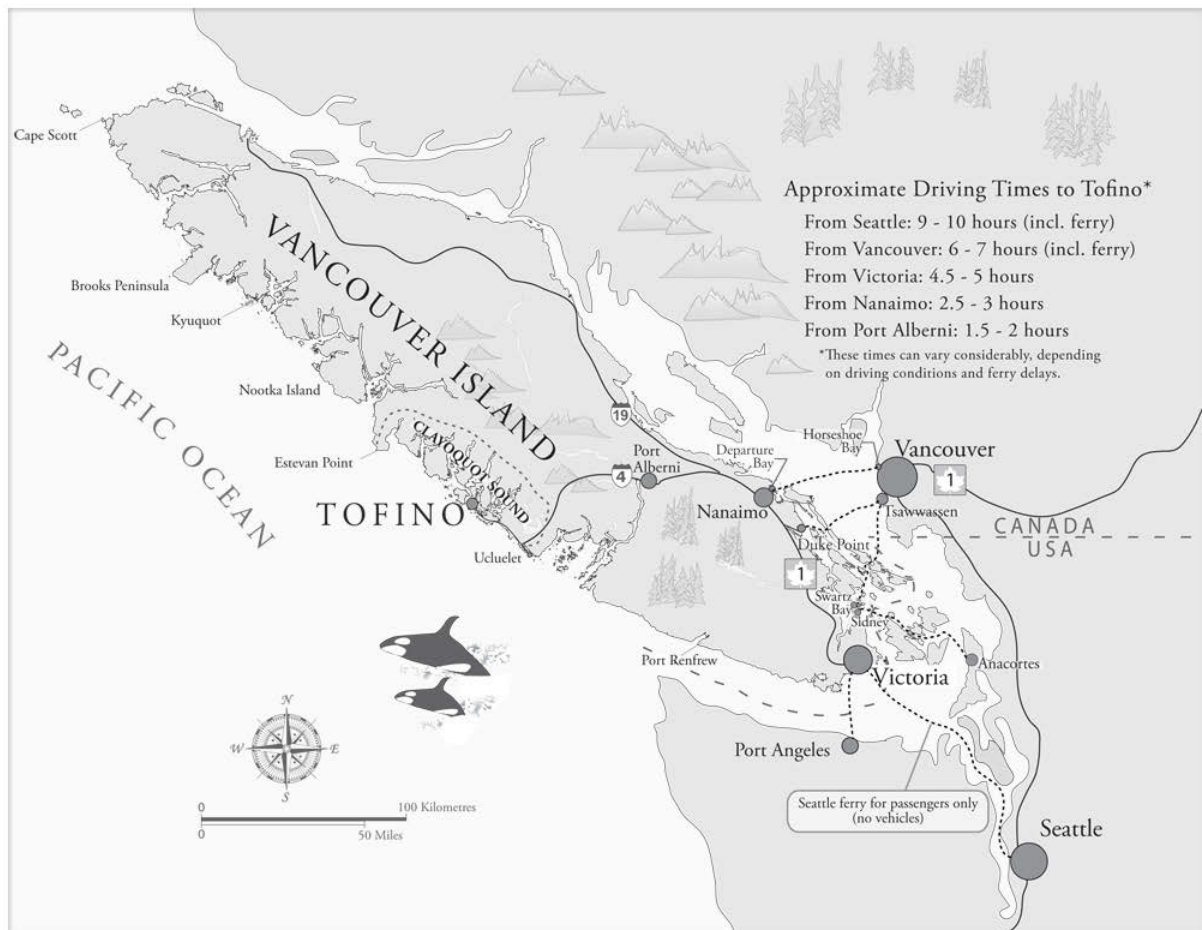 Approximate Driving Times to Tofino*
From Seattle: 9 - 10 hours (incl. ferry)
From Vancouver: 6 - 7 hours (incl. ferry)
From Victoria: 4.5 - 5 hours
From Nanaimo: 2.5 - 3 hours
From Port Alberni: 1.5 - 2 hours
*These times can vary considerably, depending
on driving conditions and ferry delays.
Cape Scott
VANCOUVER ISLAND
Brooks Peninsula
Kyuquot
PACIFIC OCEAN
Nootka Island
CLAYOQUOT SOUND
Estevan Point
TOFINO
Ucluelet
19
4
Port
Alberni
Departure
Bay
Horseshoe
Bay
Vancouver
1
Nanaimo
Tsawwassen
CANADA
USA
Duke Point
1
Swartz
Bay
Sidney
Port Renfrew
Victoria
Anacortes
Port Angeles
Seattle ferry for passengers only
(no vehicles)
Seattle
N
W
E
S
0
100 Kilometres
0
50 Miles